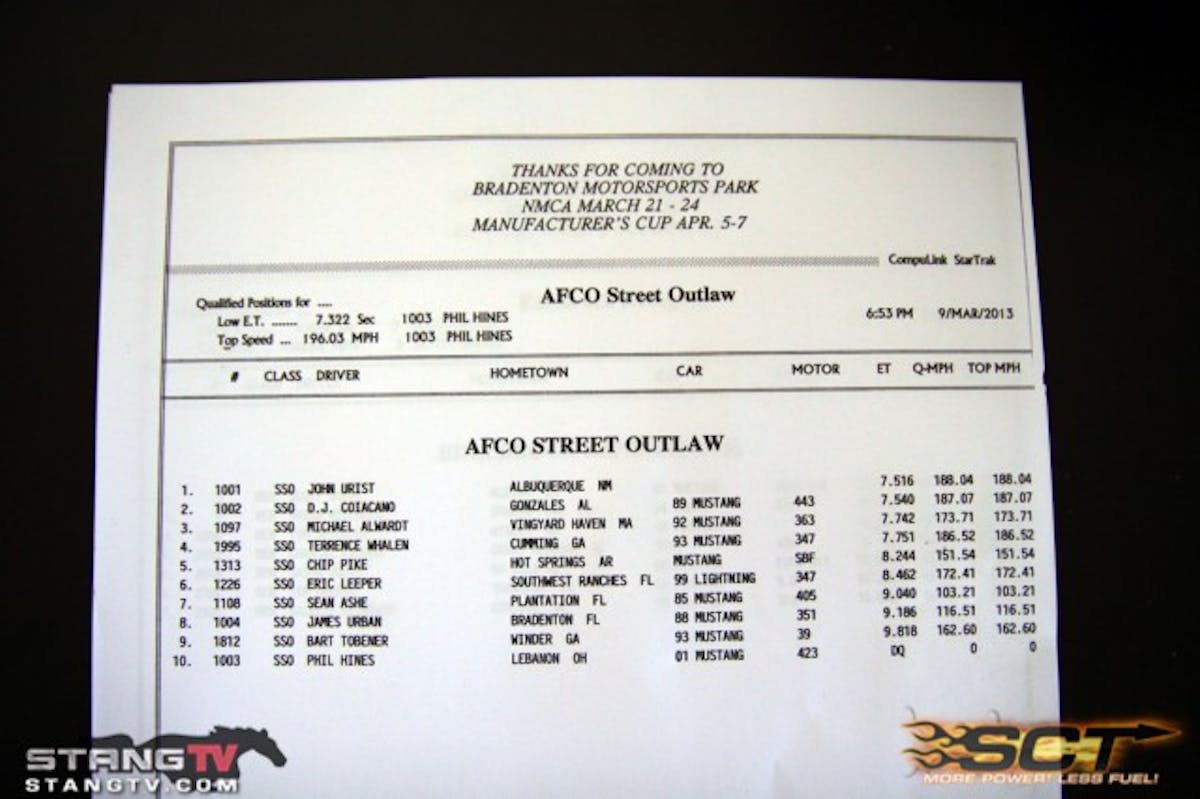 THANKS FOR COMING TO
BRADENTON MOTORSPORTS PARK
NMCA MARCH 21 - 24
MANUFACTURER'S CUP APR. 5-7
CompuLink StarTrak
Qualified Positions for .... AFCO Street Outlaw
Low E.T. ....... 7.322 Sec 1003 PHIL HINES 6:53 PM 9/MAR/2013
Top Speed ... 196.03 MPH 1003 PHIL HINES
# CLASS DRIVER HOMETOWN CAR MOTOR ET Q-MPH TOP MPH
AFCO STREET OUTLAW
1. 1001 SSO JOHN URIST ALBUQUERQUE NM 7.516 188.04 188.04
2. 1002 SSO D.J. COIACANO GONZALES AL 89 MUSTANG 443 7.540 187.07 187.07
3. 1097 SSO MICHAEL ALWARDT VINGYARD HAVEN MA 92 MUSTANG 363 7.742 173.71 173.71
4. 1995 SSO TERRENCE WHALEN CUMMING GA 93 MUSTANG 347 7.751 186.52 186.52
5. 1313 SSO CHIP PIKE HOT SPRINGS AR MUSTANG SBF 8.244 151.54 151.54
6. 1226 SSO ERIC LEEPER SOUTHWEST RANCHES FL 99 LIGHTNING 347 8.462 172.41 172.41
7. 1108 SSO SEAN ASHE PLANTATION FL 85 MUSTANG 405 9.040 103.21 103.21
8. 1004 SSO JAMES URBAN BRADENTON FL 88 MUSTANG 351 9.186 116.51 116.51
9. 1812 SSO BART TOBENER WINDER GA 93 MUSTANG 39 9.818 162.60 162.60
10. 1003 SSO PHIL HINES LEBANON OH 01 MUSTANG 423 DQ 0 0
STANGTV
STANGTV.COM
SCT
MORE POWER! LESS FUEL!